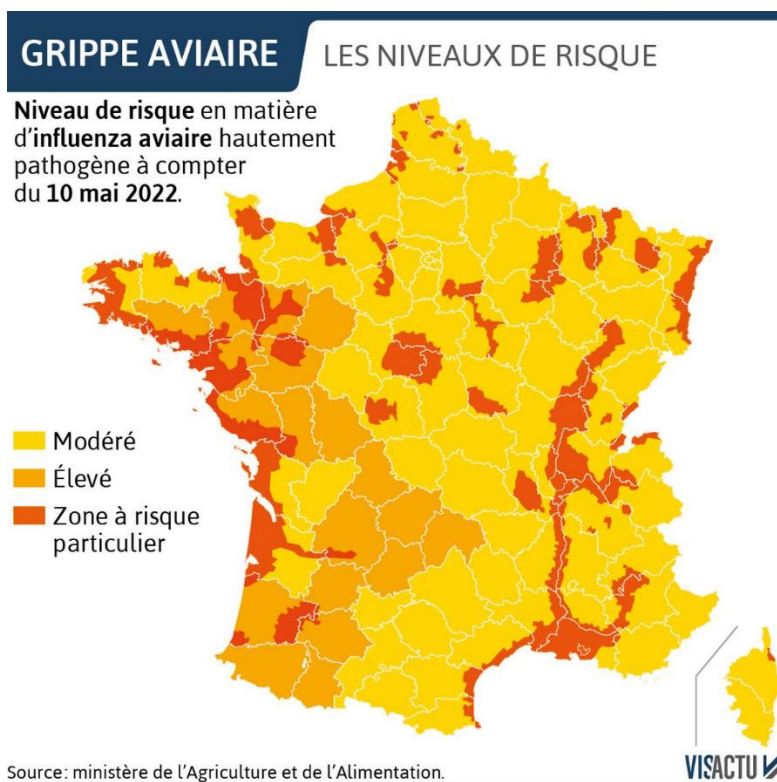 GRIPPE AVIAIRE
LES NIVEAUX DE RISQUE
Niveau de risque en matière
d'influenza aviaire hautement
pathogène à compter
du 10 mai 2022.
Modéré
Élevé
Zone à risque
particulier
Source: ministère de l'Agriculture et de l'Alimentation.
VISACTU